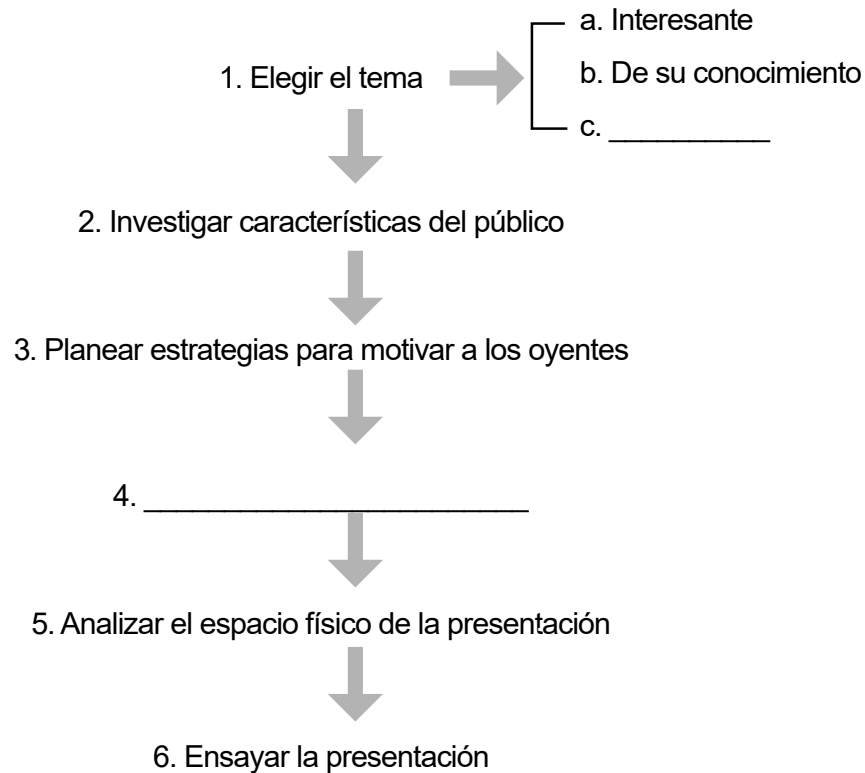 a. Interesante
1. Elegir el tema
b. De su conocimiento
c. __________
2. Investigar características del público
3. Planear estrategias para motivar a los oyentes
4. ________________________
5. Analizar el espacio físico de la presentación
6. Ensayar la presentación